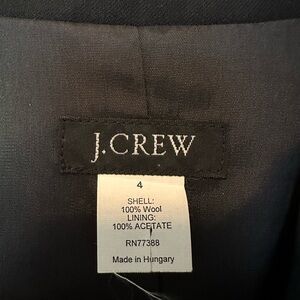 J.CREW
4
SHELL:
100% Wool
LINING:
100% ACETATE
RN77388
Made in Hungary